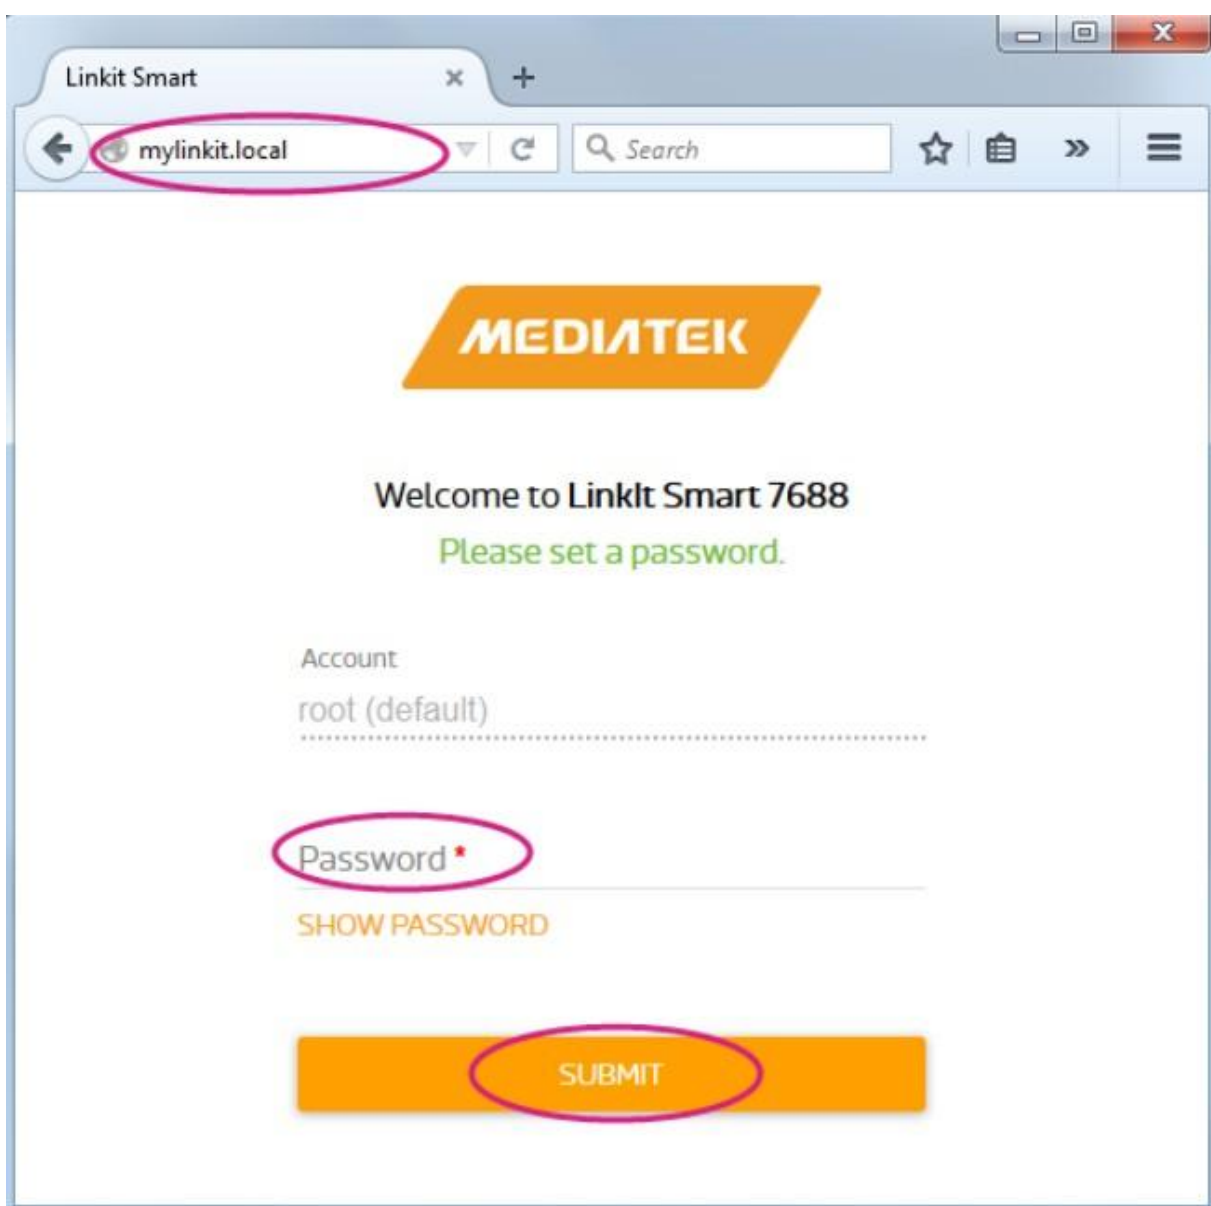 Linkit Smart
mylinkit.local
Search
MEDIATEK
Welcome to LinkIt Smart 7688
Please set a password.
Account
root (default)
Password *
SHOW PASSWORD
SUBMIT